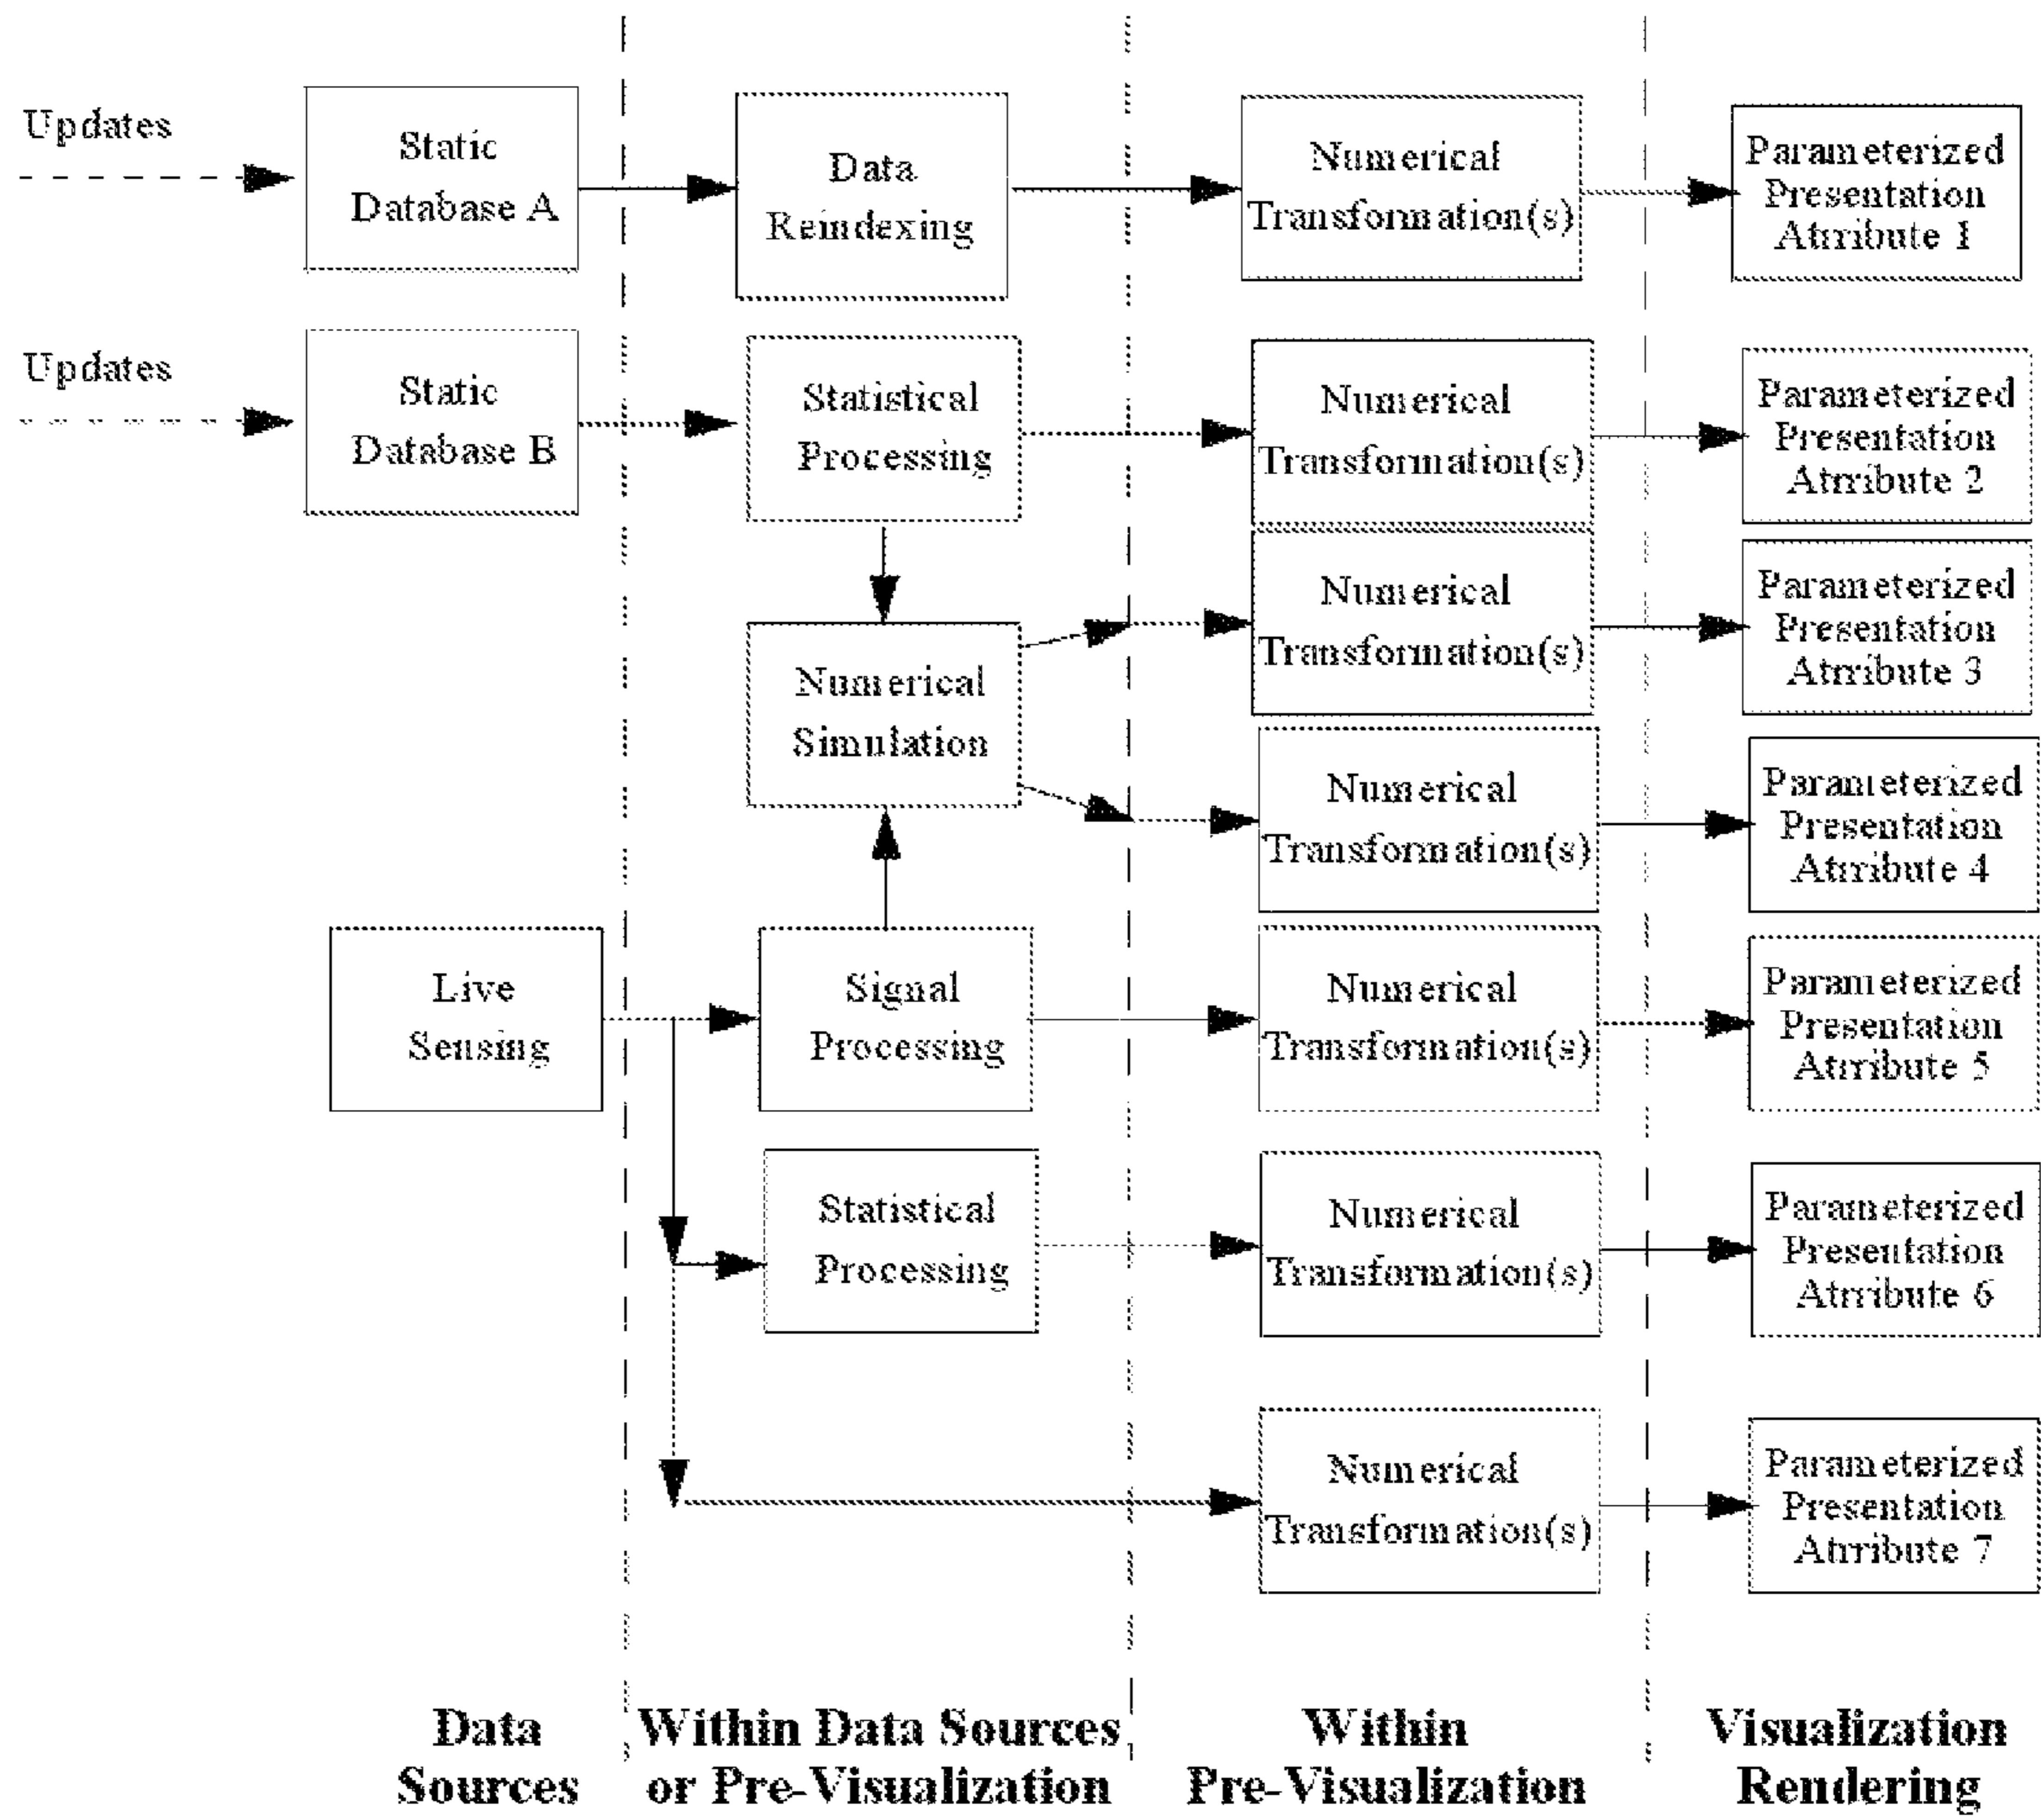 Updates
Static
Database A
Data
Reindexing
Numerical
Transformation(s)
Parameterized
Presentation
Attribute 1
Updates
Static
Database B
Statistical
Processing
Numerical
Transformation(s)
Parameterized
Presentation
Attribute 2
Numerical
Transformation(s)
Parameterized
Presentation
Attribute 3
Numerical
Simulation
Numerical
Transformation(s)
Parameterized
Presentation
Attribute 4
Live
Sensing
Signal
Processing
Numerical
Transformation(s)
Parameterized
Presentation
Attribute 5
Statistical
Processing
Numerical
Transformation(s)
Parameterized
Presentation
Attribute 6
Numerical
Transformation(s)
Parameterized
Presentation
Attribute 7
Data
Sources
Within Data Sources
or Pre-Visualization
Within
Pre-Visualization
Visualization
Rendering